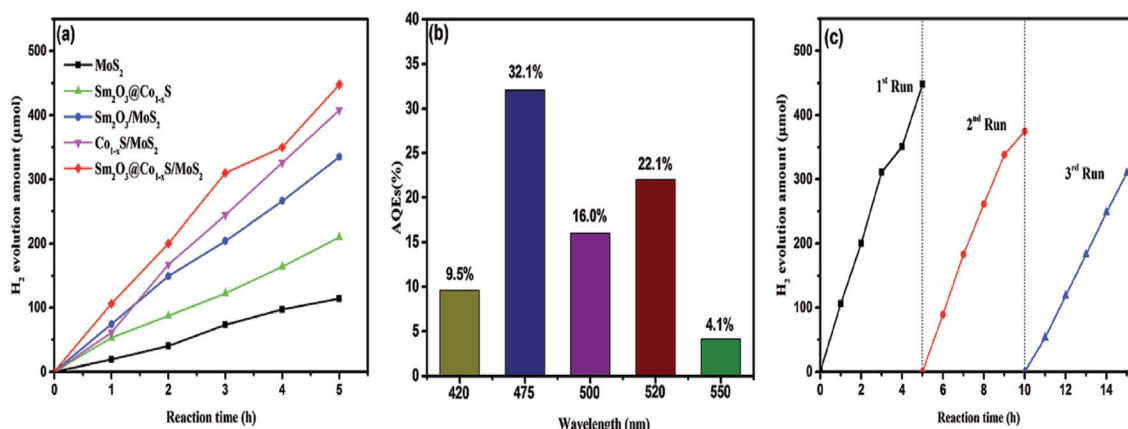 (a)
MoS₂
Sm₂O₃@Co₁₋ₓS
Sm₂O₃/MoS₂
Co₁₋ₓS/MoS₂
Sm₂O₃@Co₁₋ₓS/MoS₂
H₂ evolution amount (μmol)
500
400
300
200
100
0
0 1 2 3 4 5
Reaction time (h)
(b)
AQEs(%)
40
35
30
25
20
15
10
5
0
9.5%
32.1%
16.0%
22.1%
4.1%
420 475 500 520 550
Wavelength (nm)
(c)
1st Run
2nd Run
3rd Run
H₂ evolution amount (μmol)
500
400
300
200
100
0
0 2 4 6 8 10 12 14
Reaction time (h)